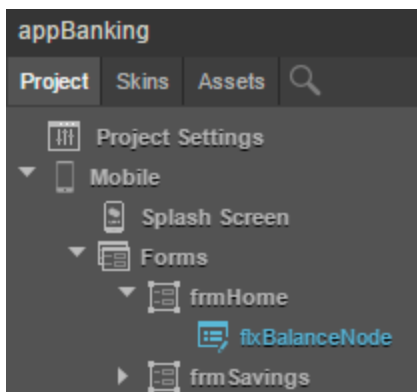 appBanking
Project Skins Assets
Project Settings
Mobile
Splash Screen
Forms
frmHome
flxBalanceNode
frmSavings